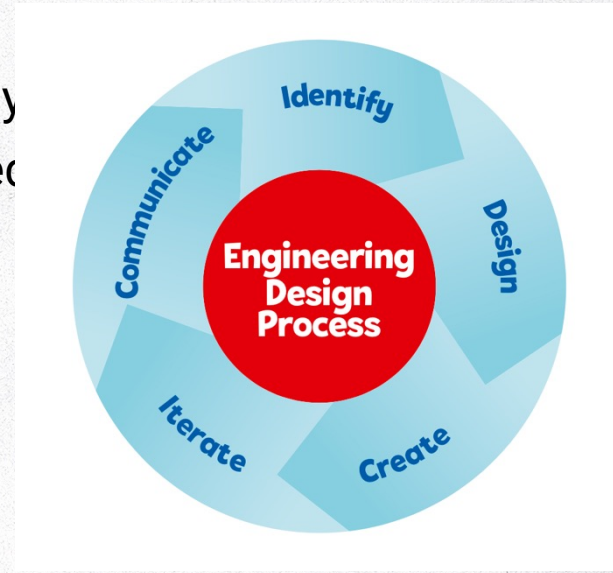 Identify
Design
Create
Iterate
Communicate
Engineering
Design
Process